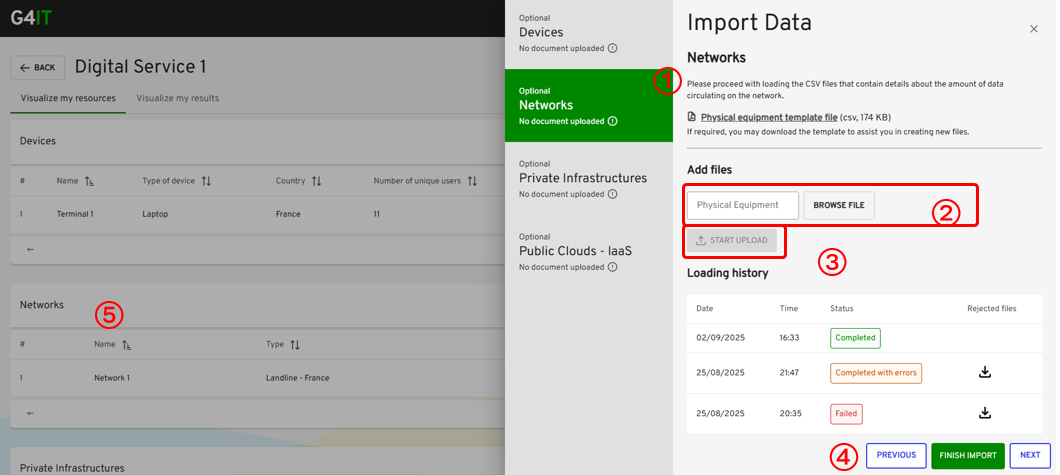 G4IT
BACK
Digital Service 1
Visualize my resources
Visualize my results
Devices
# Name Type of device Country Number of unique users
1 Terminal 1 Laptop France 11
←
Networks
⑤
# Name Type
1 Network 1 Landline - France
←
Private Infrastructures
Optional
Devices
No document uploaded
Optional
Networks
No document uploaded
①
Optional
Private Infrastructures
No document uploaded
Optional
Public Clouds - IaaS
No document uploaded
Import Data
Networks
Please proceed with loading the CSV files that contain details about the amount of data
circulating on the network.
Physical equipment template file (csv, 174 KB)
If required, you may download the template to assist you in creating new files.
Add files
Physical Equipment BROWSE FILE ②
START UPLOAD
③
Loading history
Date Time Status Rejected files
02/09/2025 16:33 Completed
25/08/2025 21:47 Completed with errors
25/08/2025 20:35 Failed
④ PREVIOUS FINISH IMPORT NEXT